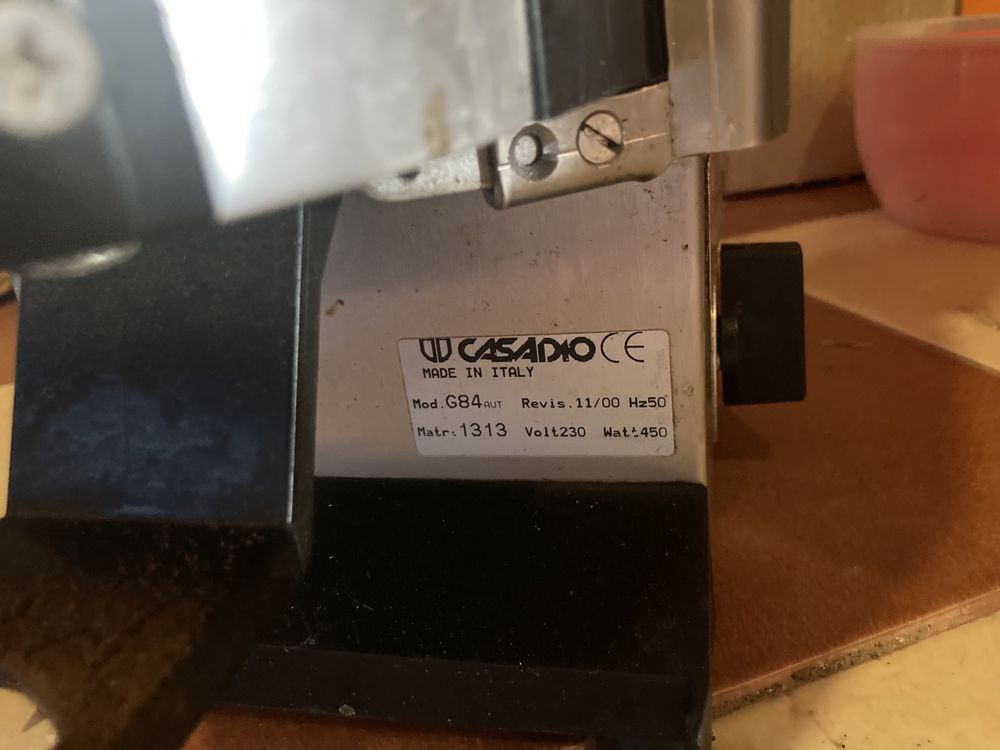 CASADIO CE
MADE IN ITALY
Mod.G84AUT Revis.11/00 Hz50
Matr.1313 Volt230 Watt450